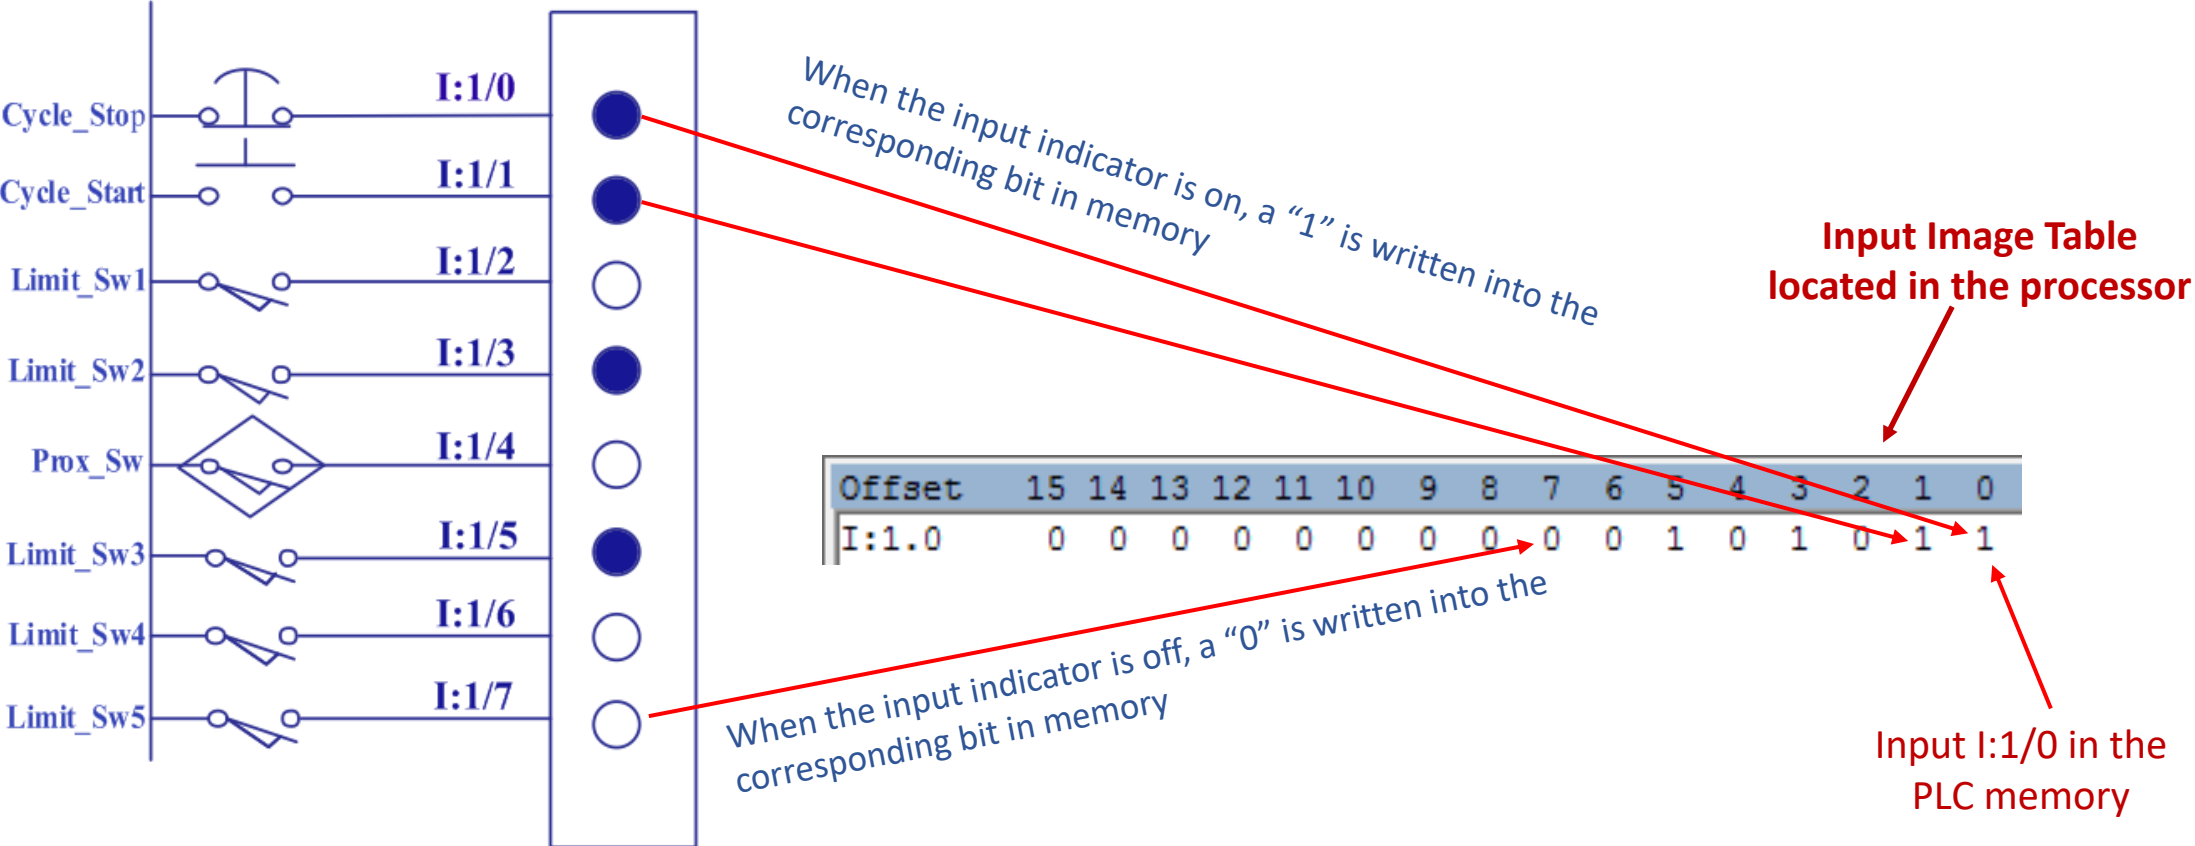 Cycle_Stop
I:1/0
Cycle_Start
I:1/1
Limit_Sw1
I:1/2
Limit_Sw2
I:1/3
Prox_Sw
I:1/4
Limit_Sw3
I:1/5
Limit_Sw4
I:1/6
Limit_Sw5
I:1/7
When the input indicator is on, a “1” is written into the
corresponding bit in memory
Input Image Table
located in the processor
Offset 15 14 13 12 11 10 9 8 7 6 5 4 3 2 1 0
I:1.0 0 0 0 0 0 0 0 0 0 0 1 0 1 0 1 1
When the input indicator is off, a “0” is written into the
corresponding bit in memory
Input I:1/0 in the
PLC memory